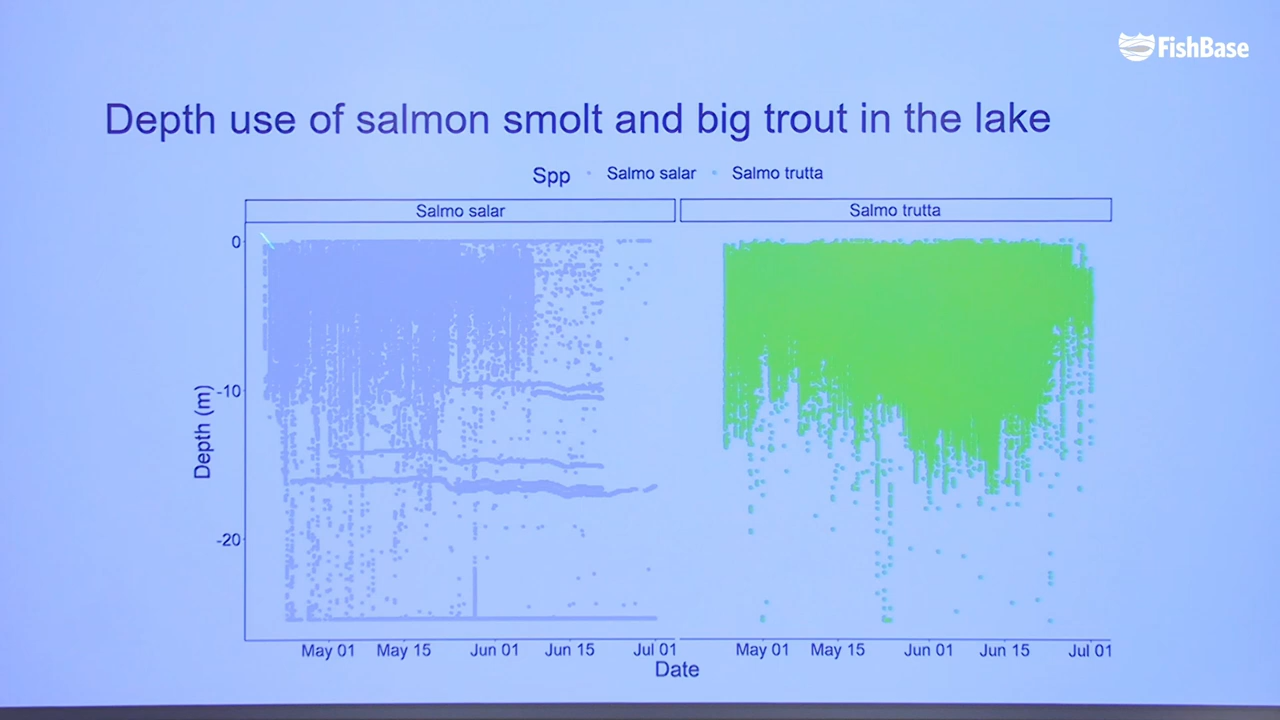 FishBase
Depth use of salmon smolt and big trout in the lake
Spp Salmo salar Salmo trutta
Salmo salar Salmo trutta
0
-10
-20
Depth (m)
May 01 May 15 Jun 01 Jun 15 Jul 01 May 01 May 15 Jun 01 Jun 15 Jul 01
Date